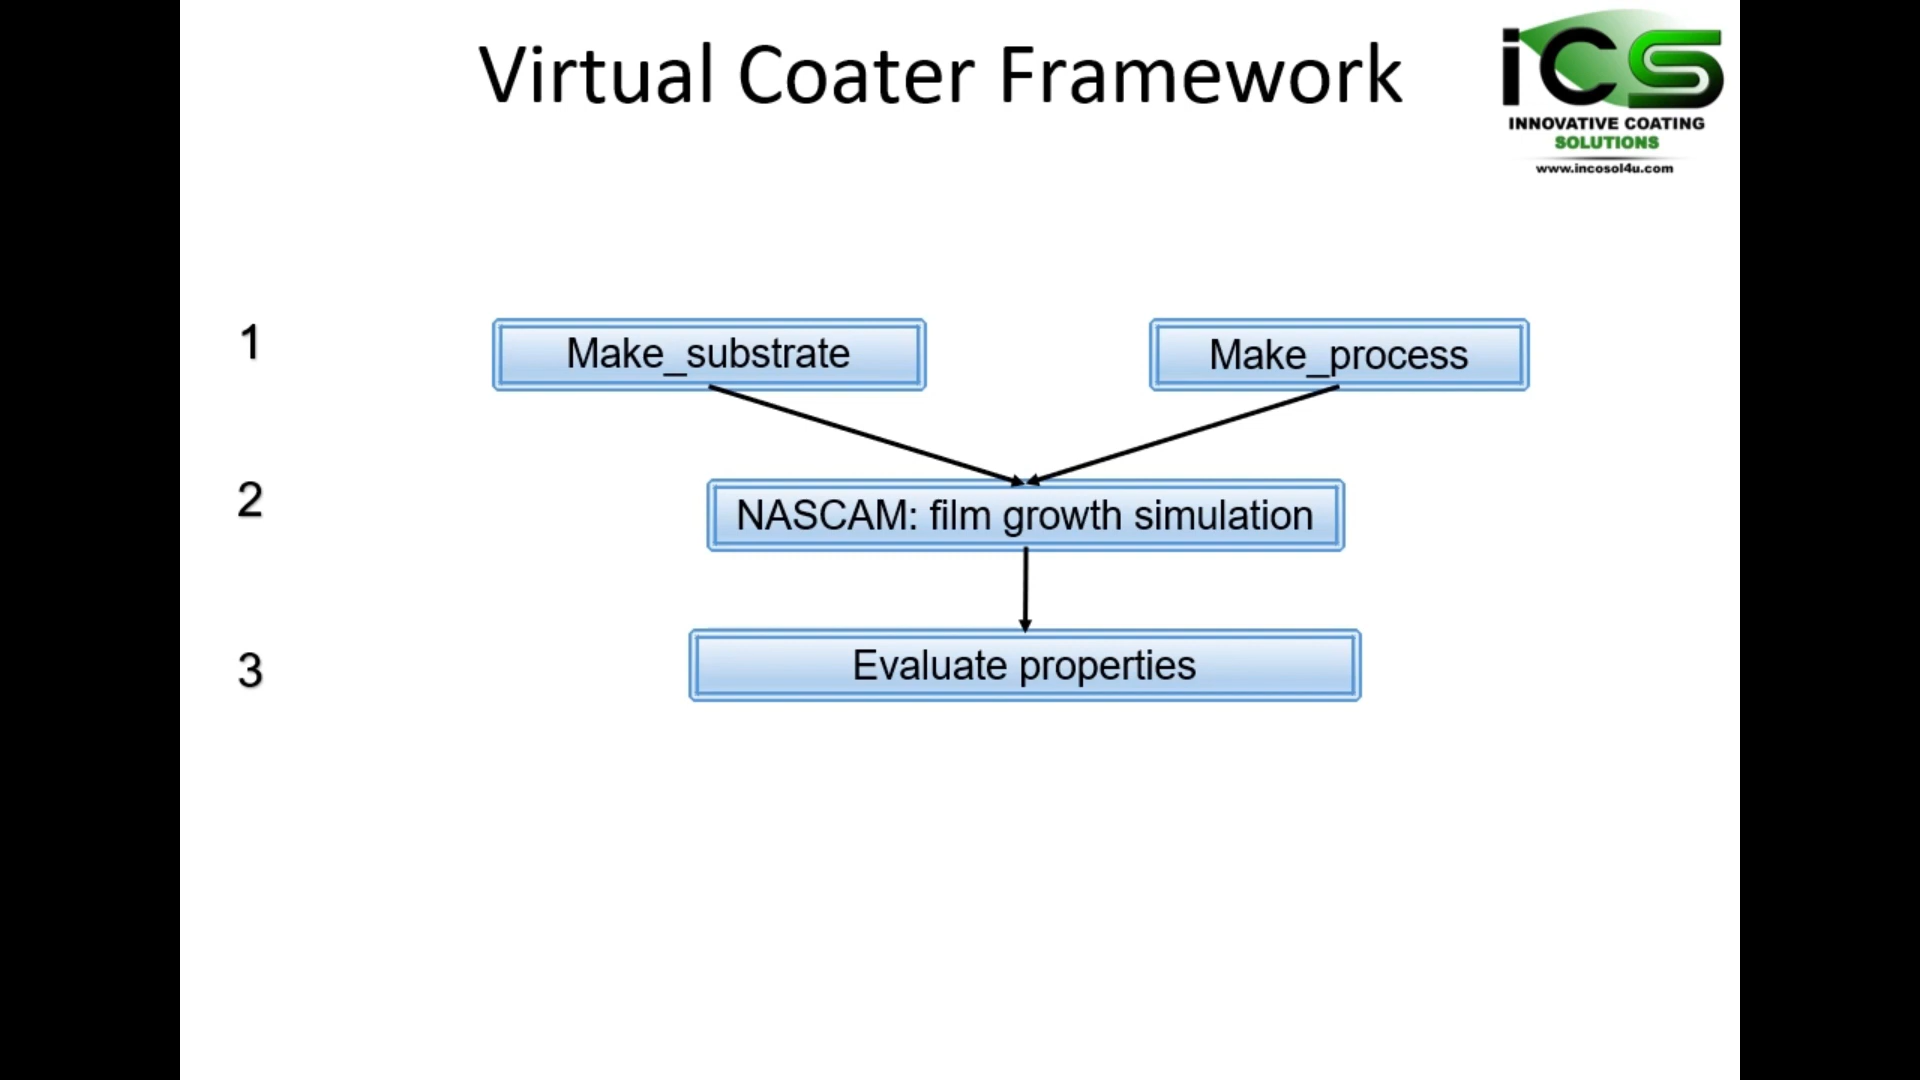 Virtual Coater Framework
iCS
INNOVATIVE COATING
SOLUTIONS
www.incosol4u.com
1
Make_substrate
Make_process
2
NASCAM: film growth simulation
3
Evaluate properties